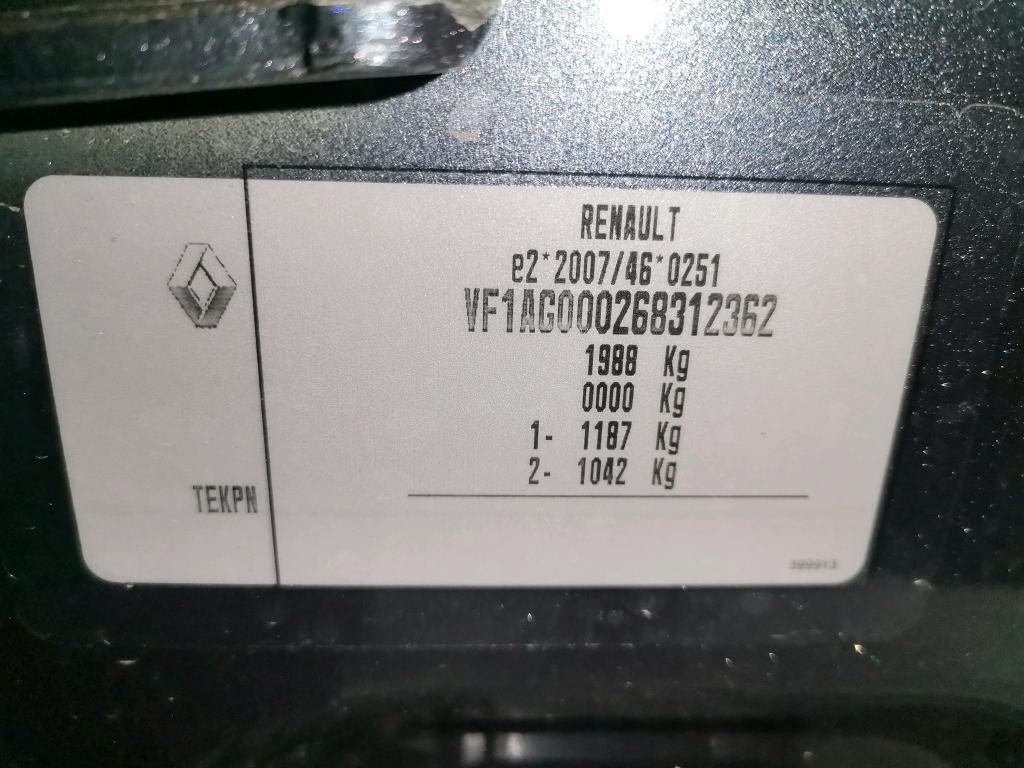 RENAULT
e2*2007/46*0251
VF1AG000268312362
1988 Kg
0000 Kg
1- 1187 Kg
2- 1042 Kg
TEKPN